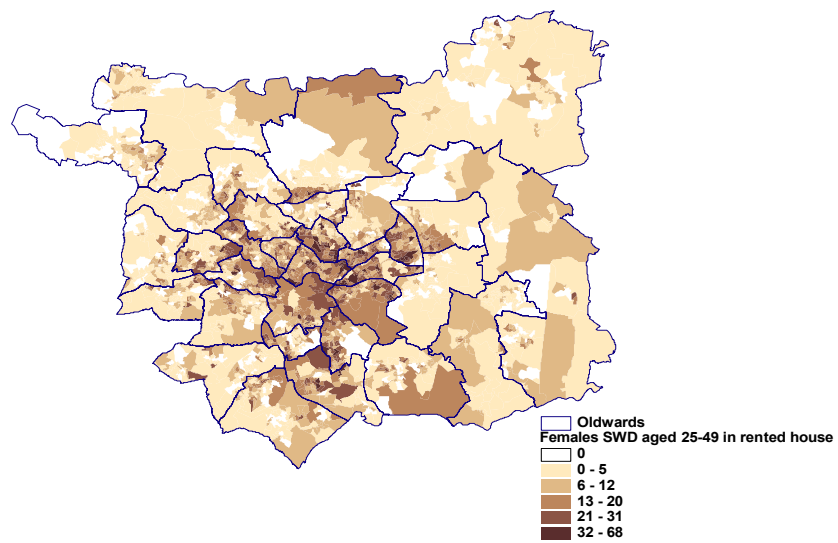 Oldwards
Females SWD aged 25-49 in rented house
0
0 - 5
6 - 12
13 - 20
21 - 31
32 - 68